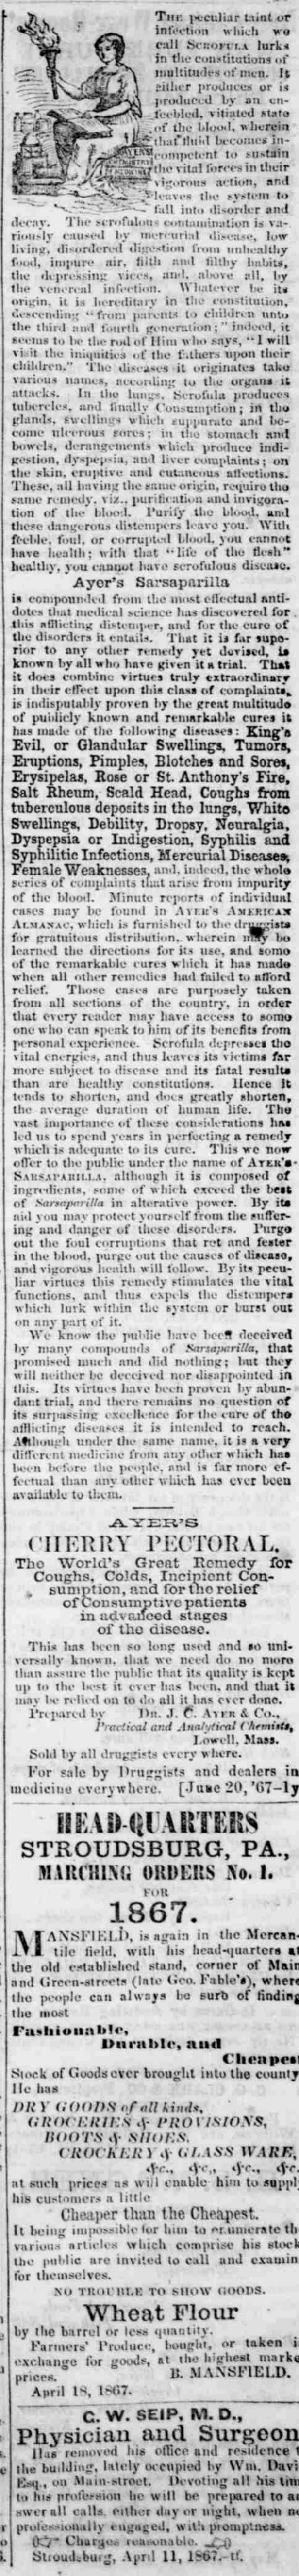 The peculiar taint or
infection which we
call Scrofula lurks
in the constitutions of
multitudes of men. It
either produces or is
produced by an en-
feebled, vitiated state
of the blood, wherein
that fluid becomes in-
competent to sustain
the vital forces in their
vigorous action, and
leaves the system to
fall into disorder and
decay. The scrofulous contamination is va-
riously caused by mercurial disease, low
living, disordered digestion from unhealthy
food, impure air, filth and filthy habits,
the depressing vices, and, above all, by
the venereal infection. Whatever be its
origin, it is hereditary in the constitution,
descending "from parents to children unto
the third and fourth generation;" indeed, it
seems to be the rod of Him who says, "I will
visit the iniquities of the fathers upon their
children." The diseases it originates take
various names, according to the organs it
attacks. In the lungs, Scrofula produces
tubercles, and finally Consumption; in the
glands, swellings which suppurate and be-
come ulcerous sores; in the stomach and
bowels, derangements which produce indi-
gestion, dyspepsia, and liver complaints; on
the skin, eruptive and cutaneous affections.
These, all having the same origin, require the
same remedy, viz., purification and invigora-
tion of the blood. Purify the blood, and
these dangerous distempers leave you. With
feeble, foul, or corrupted blood, you cannot
have health; with that "life of the flesh"
healthy, you cannot have scrofulous disease.
Ayer's Sarsaparilla
is compounded from the most effectual anti-
dotes that medical science has discovered for
this afflicting distemper, and for the cure of
the disorders it entails. That it is far supe-
rior to any other remedy yet devised, is
known by all who have given it a trial. That
it does combine virtues truly extraordinary
in their effect upon this class of complaints,
is indisputably proven by the great multitude
of publicly known and remarkable cures it
has made of the following diseases: King's
Evil, or Glandular Swellings, Tumors,
Eruptions, Pimples, Blotches and Sores,
Erysipelas, Rose or St. Anthony's Fire,
Salt Rheum, Scald Head, Coughs from
tuberculous deposits in the lungs, White
Swellings, Debility, Dropsy, Neuralgia,
Dyspepsia or Indigestion, Syphilis and
Syphilitic Infections, Mercurial Diseases,
Female Weaknesses, and, indeed, the whole
series of complaints that arise from impurity
of the blood. Minute reports of individual
cases may be found in Ayer's American
Almanac, which is furnished to the druggists
for gratuitous distribution, wherein may be
learned the directions for its use, and some
of the remarkable cures which it has made
when all other remedies had failed to afford
relief. Those cases are purposely taken
from all sections of the country, in order
that every reader may have access to some
one who can speak to him of its benefits from
personal experience. Scrofula depresses the
vital energies, and thus leaves its victims far
more subject to disease and its fatal results
than are healthy constitutions. Hence it
tends to shorten, and does greatly shorten,
the average duration of human life. The
vast importance of these considerations has
led us to spend years in perfecting a remedy
which is adequate to its cure. This we now
offer to the public under the name of Ayer's
Sarsaparilla, although it is composed of
ingredients, some of which exceed the best
of Sarsaparilla in alterative power. By its
aid you may protect yourself from the suffer-
ing and danger of these disorders. Purge
out the foul corruptions that rot and fester
in the blood, purge out the causes of disease,
and vigorous health will follow. By its pecu-
liar virtues this remedy stimulates the vital
functions, and thus expels the distempers
which lurk within the system or burst out
on any part of it.
We know the public have been deceived
by many compounds of Sarsaparilla, that
promised much and did nothing; but they
will neither be deceived nor disappointed in
this. Its virtues have been proven by abun-
dant trial, and there remains no question of
its surpassing excellence for the cure of the
afflicting diseases it is intended to reach.
Although under the same name, it is a very
different medicine from any other which has
been before the people, and is far more ef-
fectual than any other which has ever been
available to them.
AYER'S
CHERRY PECTORAL,
The World's Great Remedy for
Coughs, Colds, Incipient Con-
sumption, and for the relief
of Consumptive patients
in advanced stages
of the disease.
This has been so long used and so uni-
versally known, that we need do no more
than assure the public that its quality is kept
up to the best it ever has been, and that it
may be relied on to do all it has ever done.
Prepared by Dr. J. C. Ayer & Co.,
Practical and Analytical Chemists,
Lowell, Mass.
Sold by all druggists every where.
For sale by Druggists and dealers in
medicine everywhere. [June 20, '67-1y
HEAD-QUARTERS
STROUDSBURG, PA.,
MARCHING ORDERS No. 1.
FOR
1867.
MANSFIELD, is again in the Mercan-
tile field, with his head-quarters at
the old established stand, corner of Main
and Green-streets (late Geo. Fable's), where
the people can always be surb of finding
the most
Fashionable,
Durable, and
Cheapest
Stock of Goods ever brought into the county
He has
DRY GOODS of all kinds,
GROCERIES & PROVISIONS,
BOOTS & SHOES.
CROCKERY & GLASS WARE,
&c., &c., &c., &c.
at such prices as will enable him to suppl
his customers a little
Cheaper than the Cheapest.
It being impossible for him to enumerate th
various articles which comprise his stock
the public are invited to call and examin
for themselves.
NO TROUBLE TO SHOW GOODS.
Wheat Flour
by the barrel or less quantity.
Farmers' Produce, bought, or taken i
exchange for goods, at the highest marke
prices. B. MANSFIELD.
April 18, 1867.
C. W. SEIP, M. D.,
Physician and Surgeon
Has removed his office and residence t
the building, lately occupied by Wm. Davi
Esq., on Main-street. Devoting all his tim
to his profession he will be prepared to an
swer all calls, either day or night, when n
professionally engaged, with promptness.
Charges reasonable.
Stroudsburg, April 11, 1867.-tf.